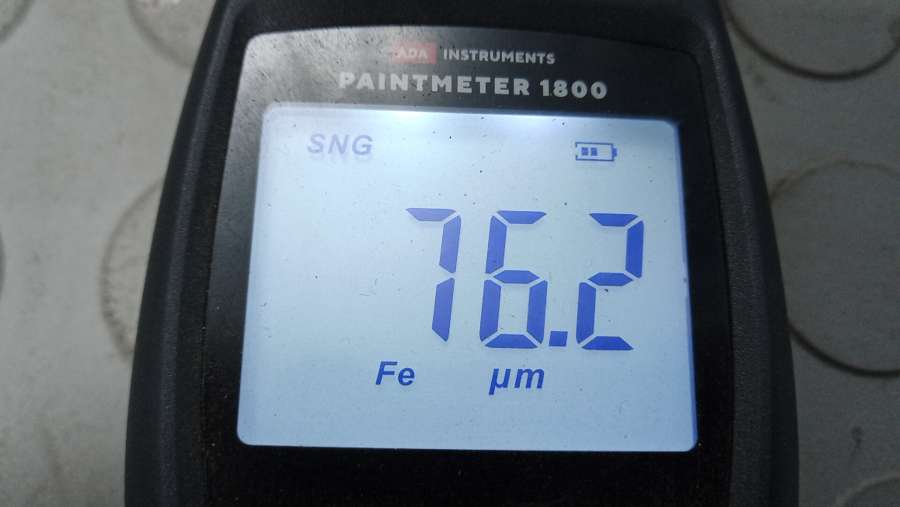 ADA INSTRUMENTS
PAINTMETER 1800
SNG
76.2
Fe µm